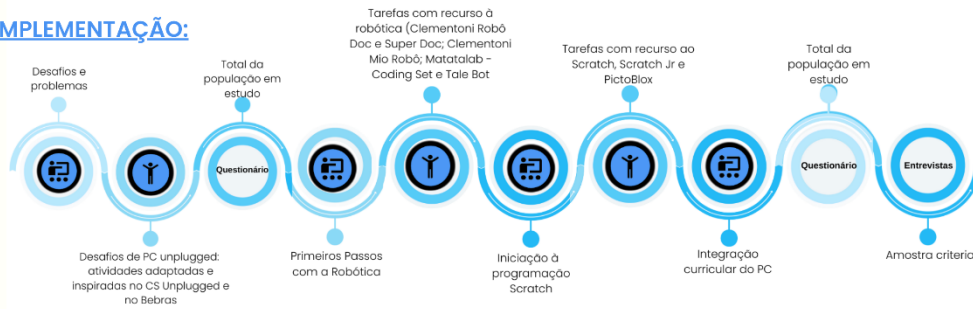 MPLEMENTAÇÃO:
Desafios e
problemas
Desafios de PC unplugged:
atividades adaptadas e
inspiradas no CS Unplugged e
no Bebras
Total da
população em
estudo
Questionário
Primeiros Passos
com a Robótica
Tarefas com recurso à
robótica (Clementoni Robô
Doc e Super Doc; Clementoni
Mio Robô; Matatalab -
Coding Set e Tale Bot
Iniciação à
programação
Scratch
Tarefas com recurso ao
Scratch, Scratch Jr e
PictoBlox
Integração
curricular do PC
Total da
população em
estudo
Questionário
Entrevistas
Amostra criterio